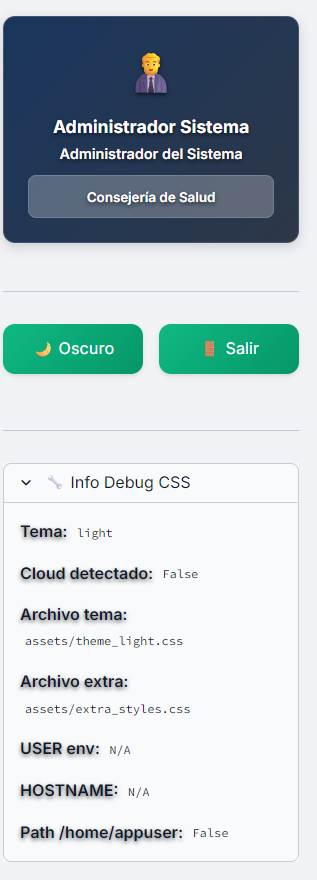 Administrador Sistema
Administrador del Sistema
Consejería de Salud
Oscuro
Salir
Info Debug CSS
Tema: light
Cloud detectado: False
Archivo tema:
assets/theme_light.css
Archivo extra:
assets/extra_styles.css
USER env: N/A
HOSTNAME: N/A
Path /home/appuser: False